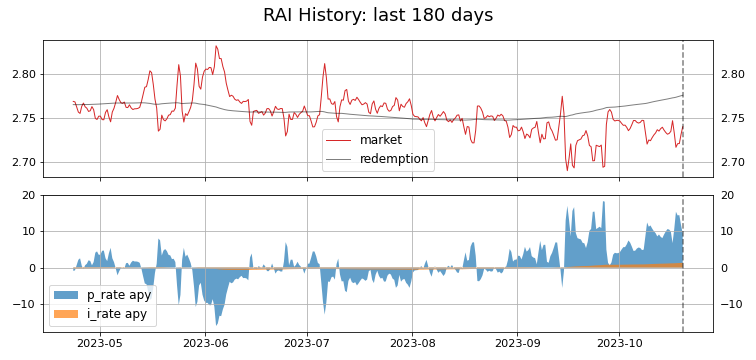 RAI History: last 180 days
2.80 2.80
2.75 2.75
2.70 2.70
market
redemption
20 20
10 10
0 0
−10 −10
p_rate apy
i_rate apy
2023-05 2023-06 2023-07 2023-08 2023-09 2023-10